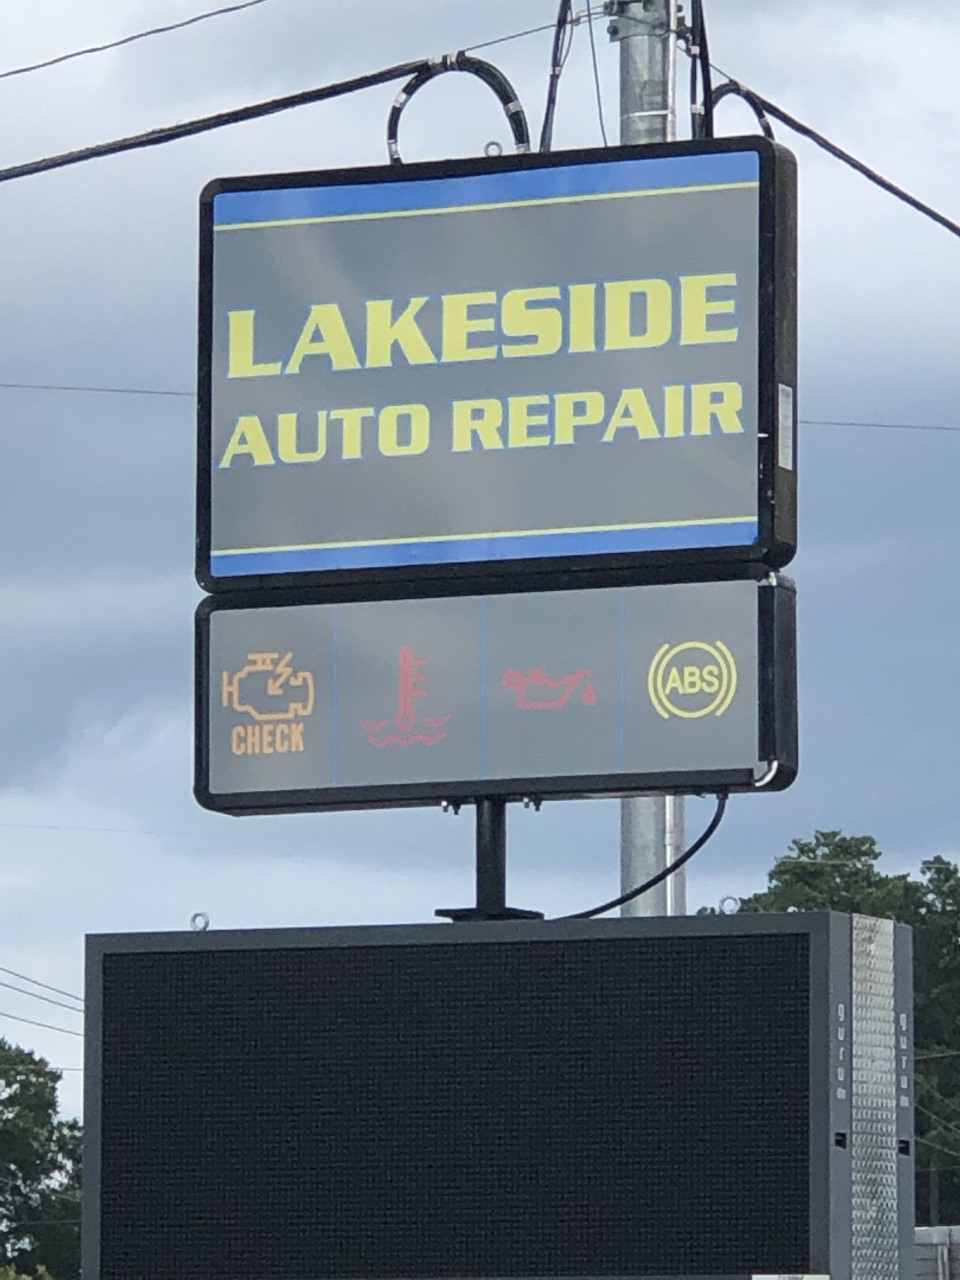 LAKESIDE
AUTO REPAIR
CHECK
ABS